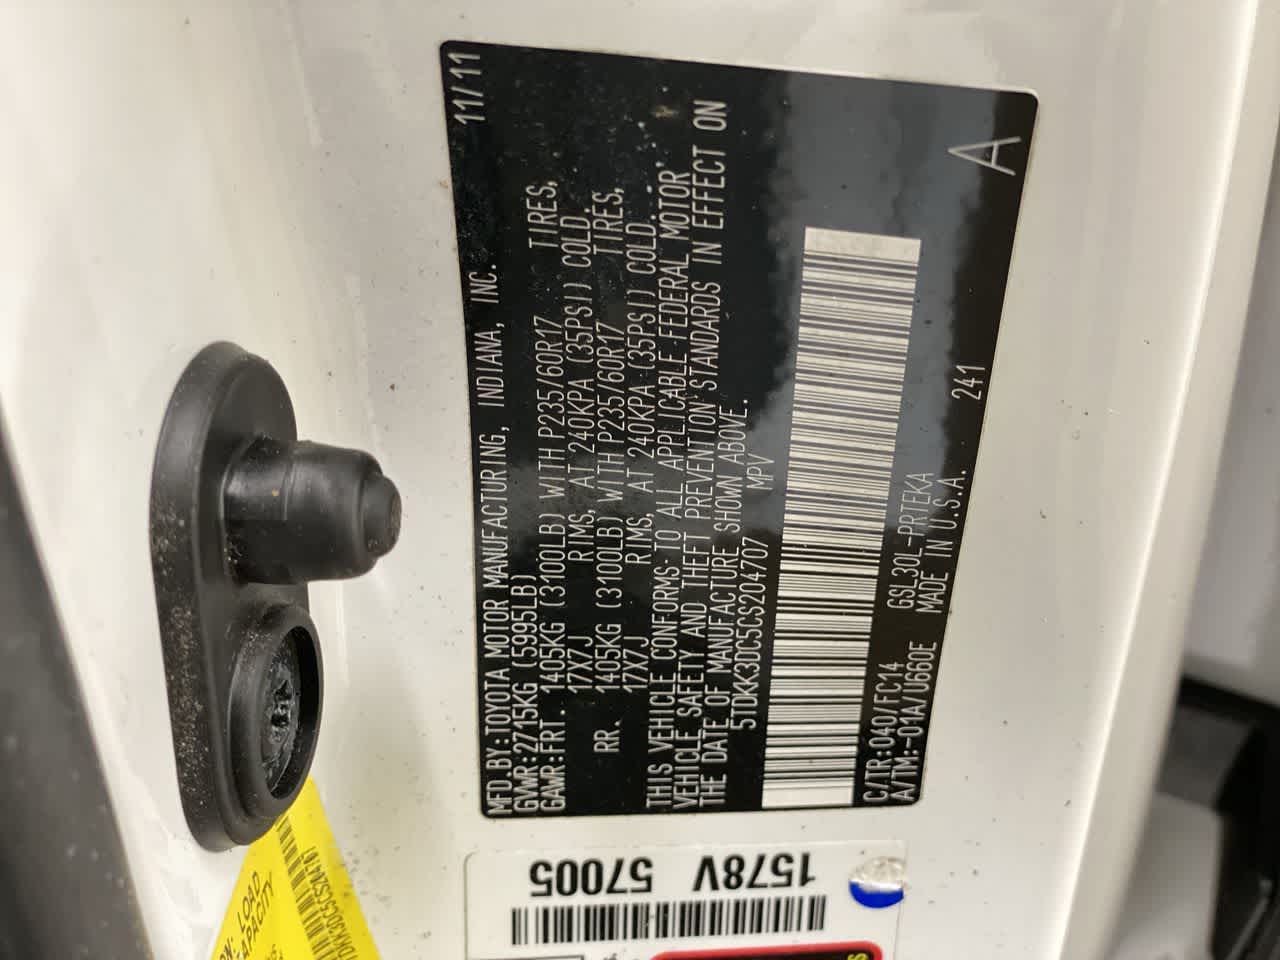 MFD.BY:TOYOTA MOTOR MANUFACTURING, INDIANA, INC. 11/11
GVWR:2715KG (5995LB)
GAWR:FRT. 1405KG (3100LB) WITH P235/60R17 TIRES,
17X7J RIMS, AT 240KPA (35PSI) COLD.
RR. 1405KG (3100LB) WITH P235/60R17 TIRES,
17X7J RIMS, AT 240KPA (35PSI) COLD.
THIS VEHICLE CONFORMS TO ALL APPLICABLE FEDERAL MOTOR
VEHICLE SAFETY AND THEFT PREVENTION STANDARDS IN EFFECT ON
THE DATE OF MANUFACTURE SHOWN ABOVE.
5TDKK3DC5CS204707 MPV
C/TR:040/FC14 GSL30L-PRTEKA 241
A/TM:-01A/U660E MADE IN U.S.A.
A
1578V 57005
LOAD
5TDKK3DC5CS204707